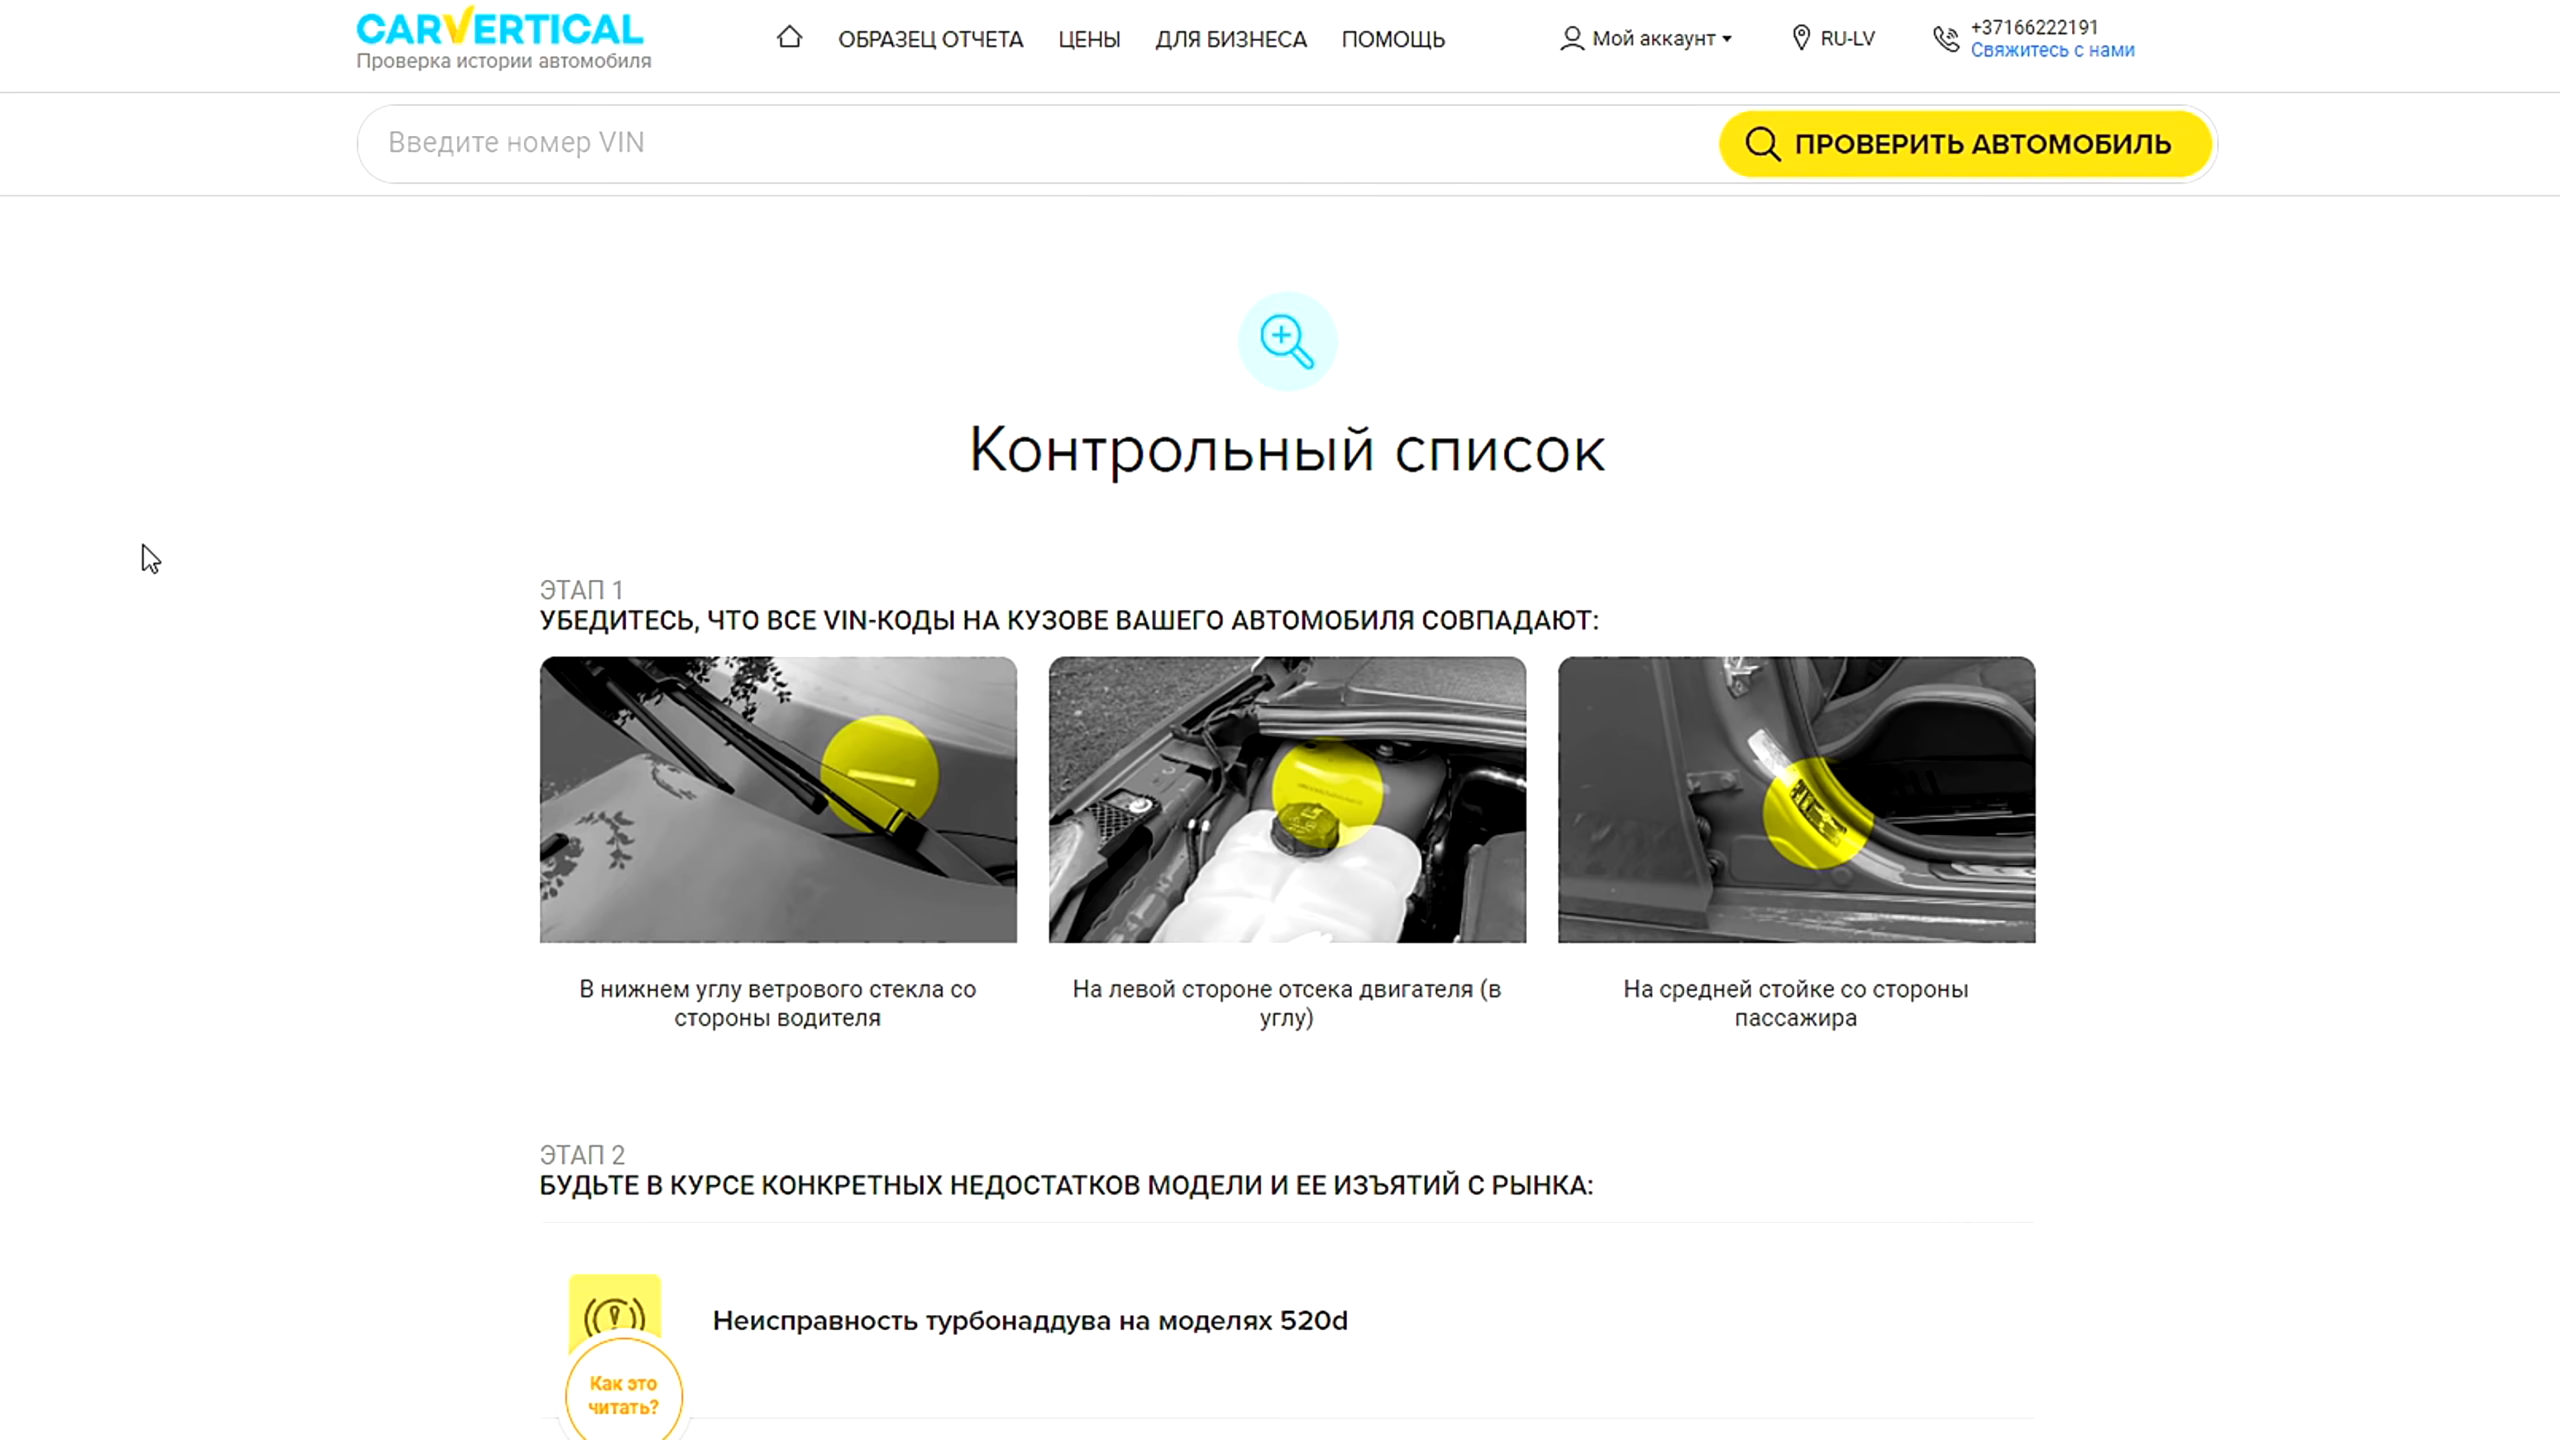 CARVERTICAL
Проверка истории автомобиля
ОБРАЗЕЦ ОТЧЕТА
ЦЕНЫ
ДЛЯ БИЗНЕСА
ПОМОЩЬ
Мой аккаунт
RU-LV
+37166222191
Свяжитесь с нами
Введите номер VIN
ПРОВЕРИТЬ АВТОМОБИЛЬ
Контрольный список
ЭТАП 1
УБЕДИТЕСЬ, ЧТО ВСЕ VIN-КОДЫ НА КУЗОВЕ ВАШЕГО АВТОМОБИЛЯ СОВПАДАЮТ:
В нижнем углу ветрового стекла со
стороны водителя
На левой стороне отсека двигателя (в
углу)
На средней стойке со стороны
пассажира
ЭТАП 2
БУДЬТЕ В КУРСЕ КОНКРЕТНЫХ НЕДОСТАТКОВ МОДЕЛИ И ЕЕ ИЗЪЯТИЙ С РЫНКА:
Неисправность турбонаддува на моделях 520d
Как это
читать?